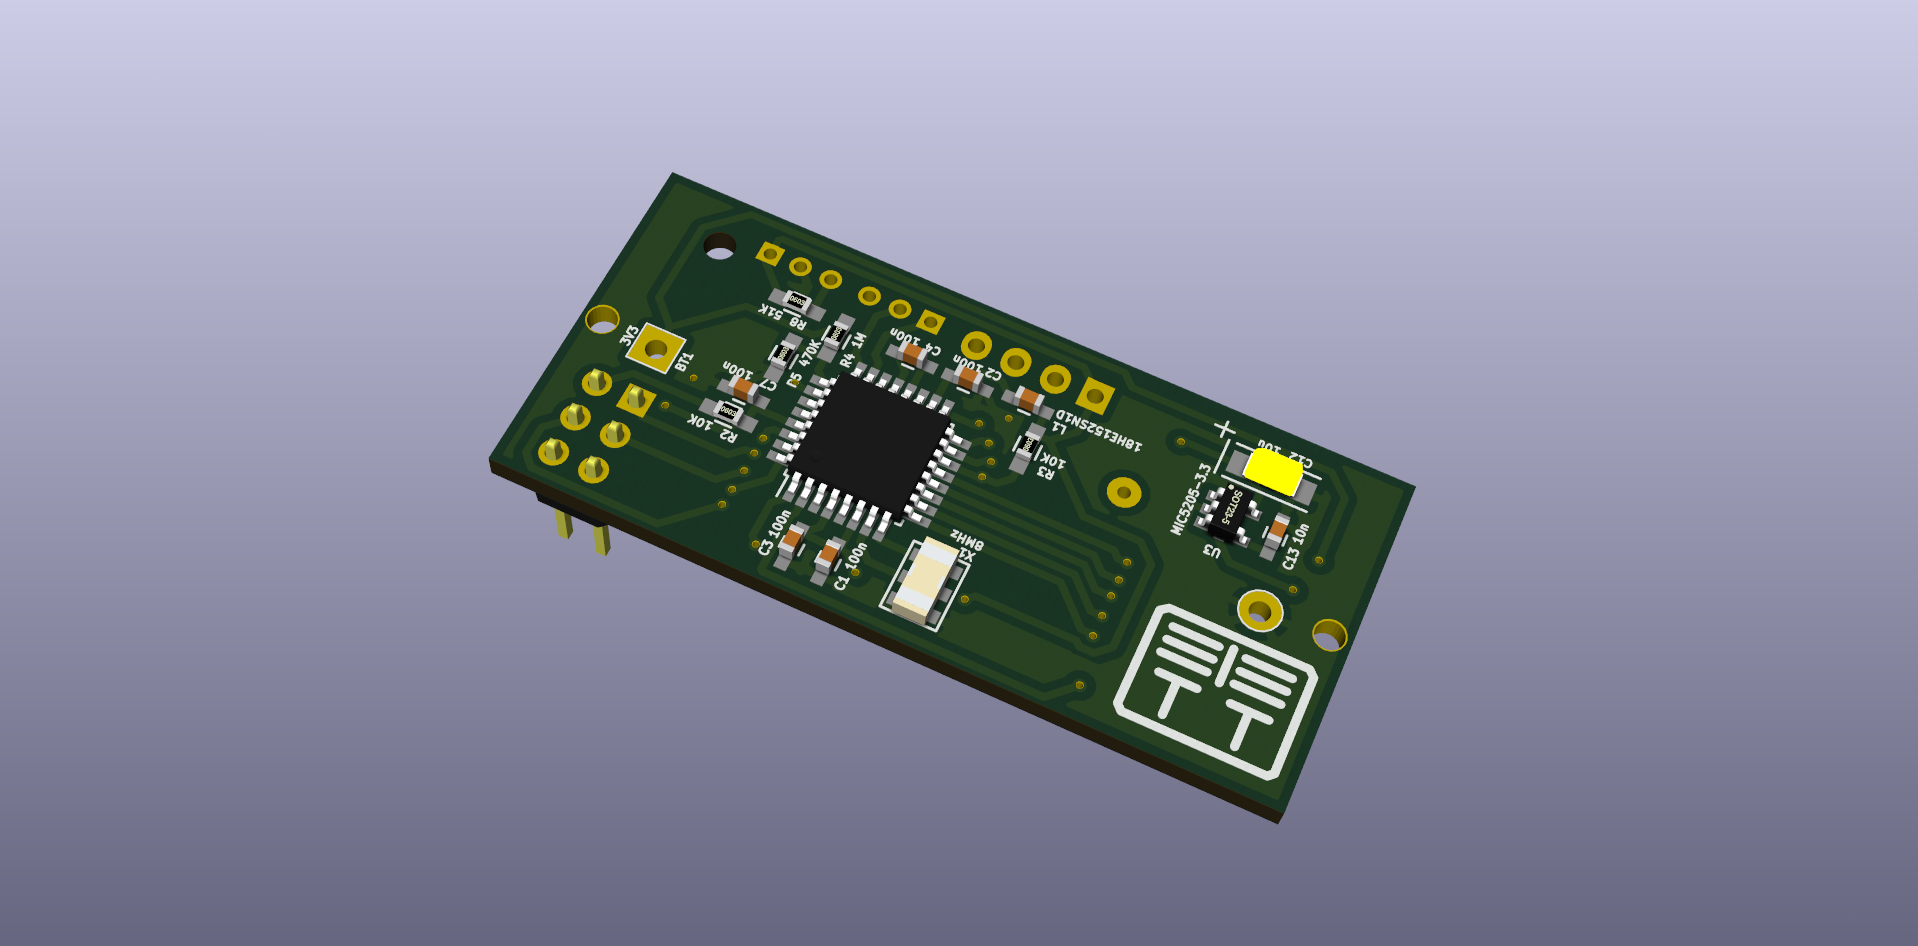 3V3
BT1
R8 51K
R5 470K
R4 1M
C4 100n
C2 100n
C7 100n
R2 10K
L1
18HE152SN1D
R3
10K
C3 100n
C1 100n
X1
8MHz
C12 10u
MIC5205-3.3
SOT23-5
U3
C13 10n